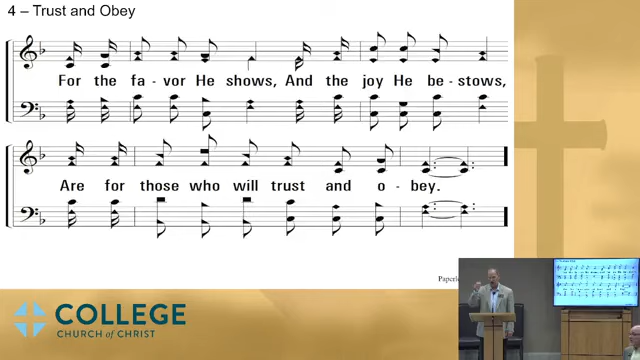 4 – Trust and Obey
For the fa - vor He shows, And the joy He be - stows,
Are for those who will trust and o - bey.
COLLEGE
CHURCH of CHRIST